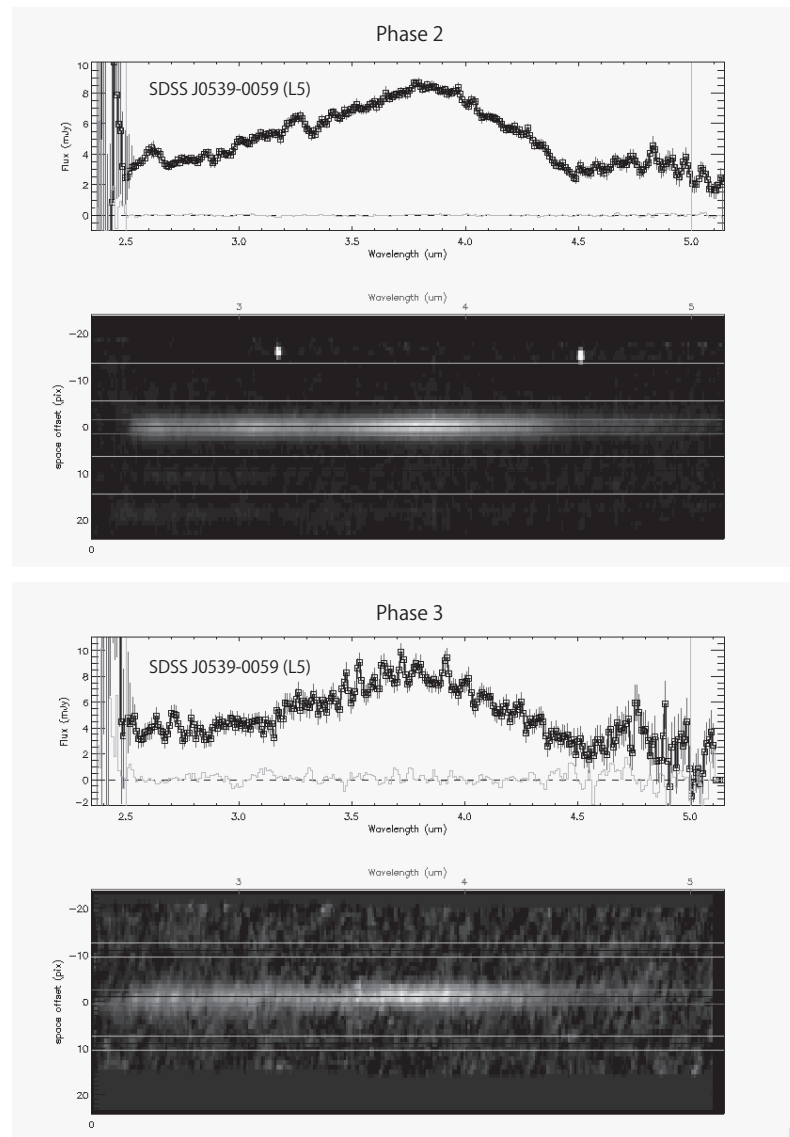 Phase 2
SDSS J0539-0059 (L5)
10
8
6
4
2
0
Flux (mJy)
2.5 3.0 3.5 4.0 4.5 5.0
Wavelength (um)
Wavelength (um)
3 4 5
-20
-10
0
10
20
space offset (pix)
0
Phase 3
SDSS J0539-0059 (L5)
10
8
6
4
2
0
-2
Flux (mJy)
2.5 3.0 3.5 4.0 4.5 5.0
Wavelength (um)
Wavelength (um)
3 4 5
-20
-10
0
10
20
space offset (pix)
0